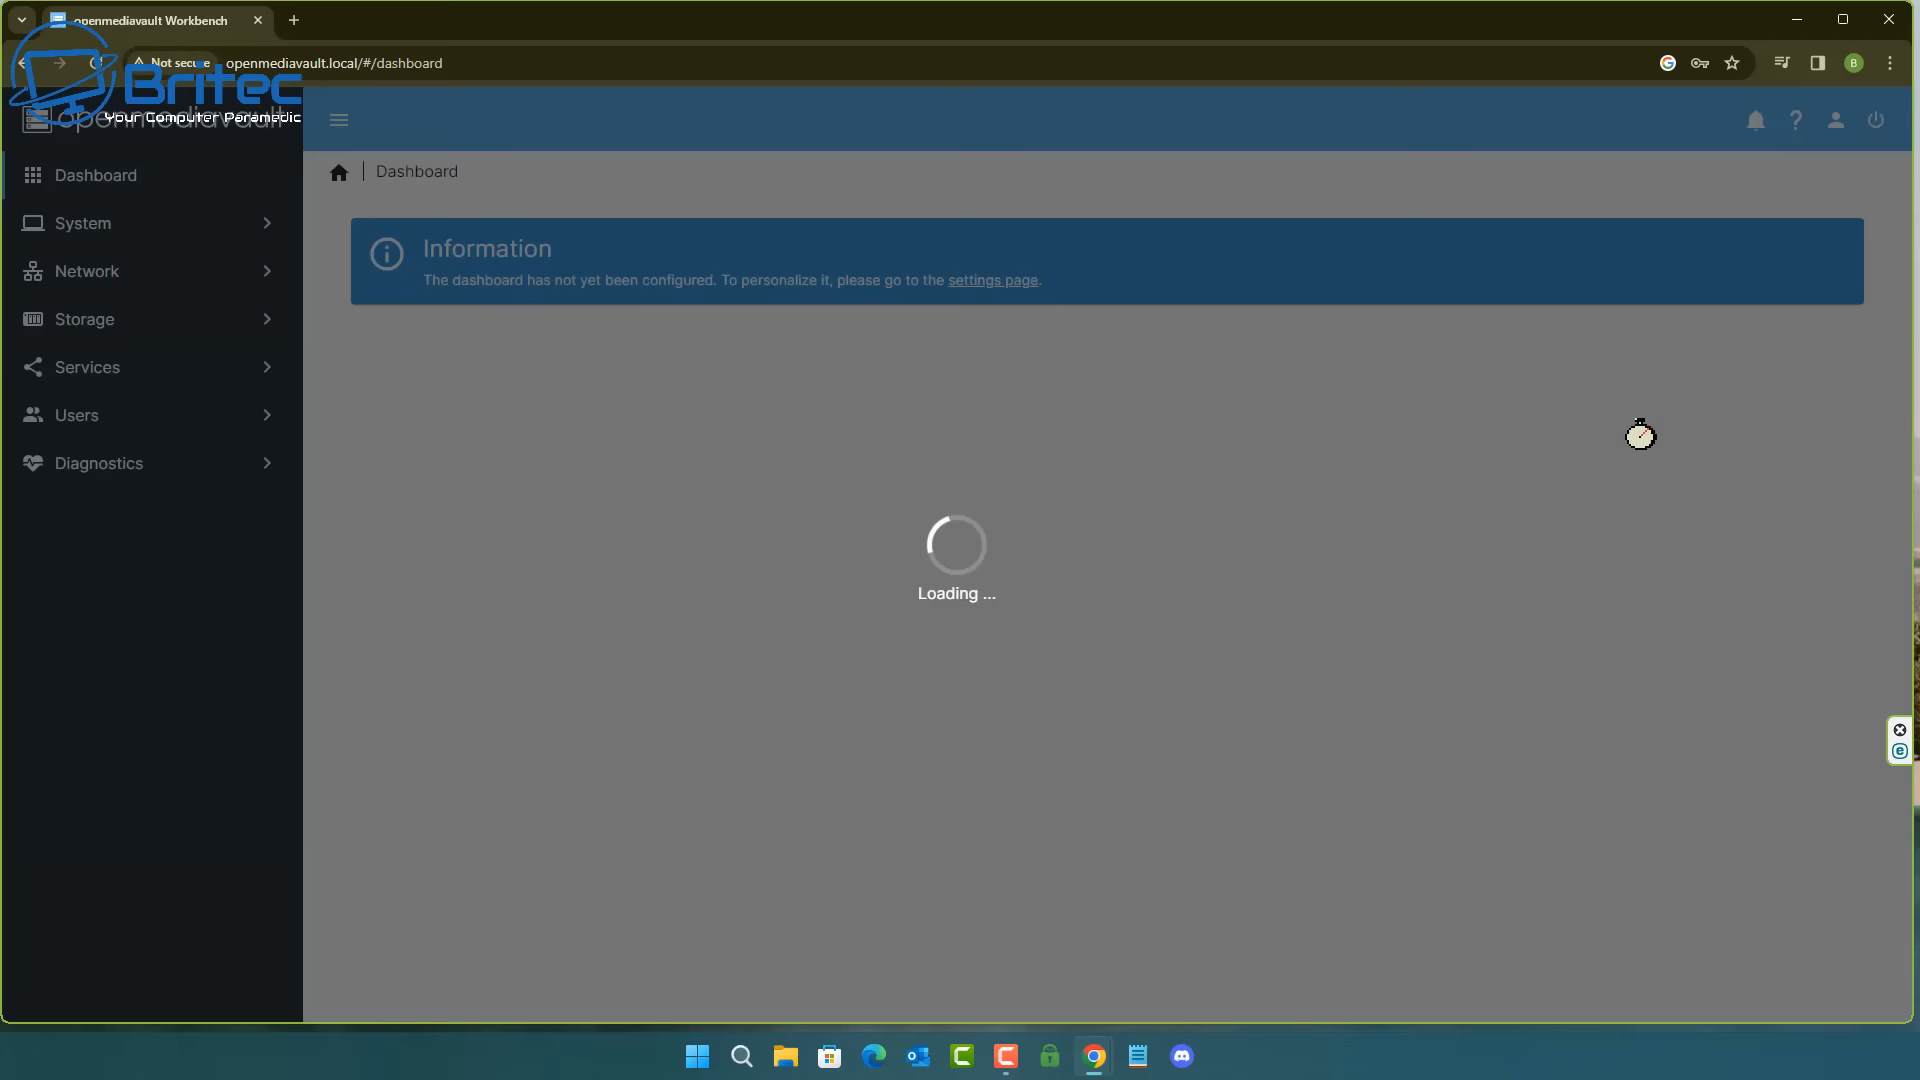 openmediavault Workbench
Not secure
openmediavault.local/#/dashboard
B
Britec
Your Computer Paramedic
openmediavault
Dashboard
System
Network
Storage
Services
Users
Diagnostics
Dashboard
Information
The dashboard has not yet been configured. To personalize it, please go to the settings page.
Loading ...